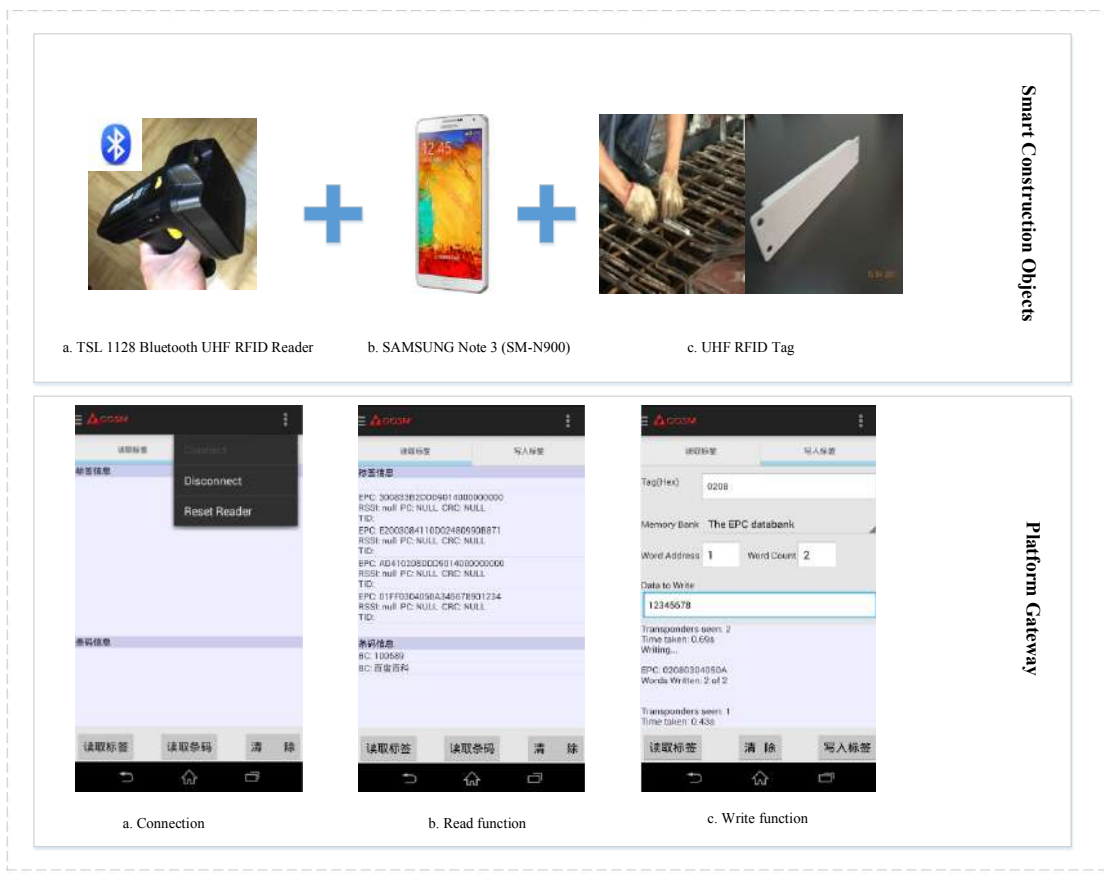 Smart Construction Objects
12:45
SAMSUNG
a. TSL 1128 Bluetooth UHF RFID Reader
b. SAMSUNG Note 3 (SM-N900)
c. UHF RFID Tag
Platform Gateway
读取标签
Connect
标签信息
Disconnect
Reset Reader
条码信息
读取标签 读取条码 清 除
a. Connection
读取标签 写入标签
标签信息
RSSI: null PC: NULL CRC: NULL
TID:
EPC: E2003084110D024809908871
RSSI: null PC: NULL CRC: NULL
TID:
RSSI: null PC: NULL CRC: NULL
TID:
EPC: 01FF0304050A345678901234
RSSI: null PC: NULL CRC: NULL
TID:
条码信息
BC: 100589
BC: 百度百科
读取标签 读取条码 清 除
b. Read function
读取标签 写入标签
Tag(Hex) 0208
Memory Bank The EPC databank
Word Address 1 Word Count 2
Data to Write
12345678
Transponders seen: 2
Time taken: 0.69s
Writing...
EPC: 02080304050A
Words Written: 2 of 2
Transponders seen: 1
Time taken: 0.43s
读取标签 清 除 写入标签
c. Write function